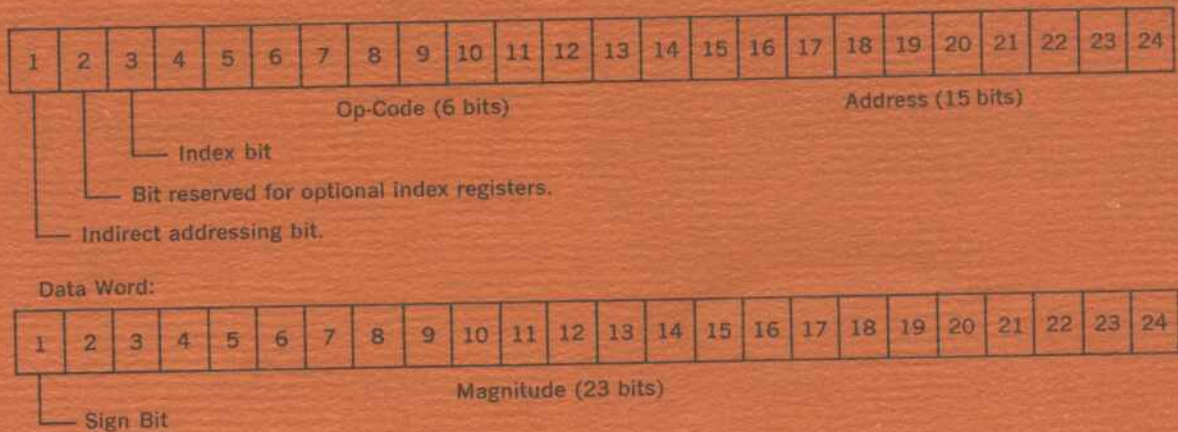 1 2 3 4 5 6 7 8 9 10 11 12 13 14 15 16 17 18 19 20 21 22 23 24
Op-Code (6 bits) Address (15 bits)
Index bit
Bit reserved for optional index registers.
Indirect addressing bit.
Data Word:
1 2 3 4 5 6 7 8 9 10 11 12 13 14 15 16 17 18 19 20 21 22 23 24
Magnitude (23 bits)
Sign Bit